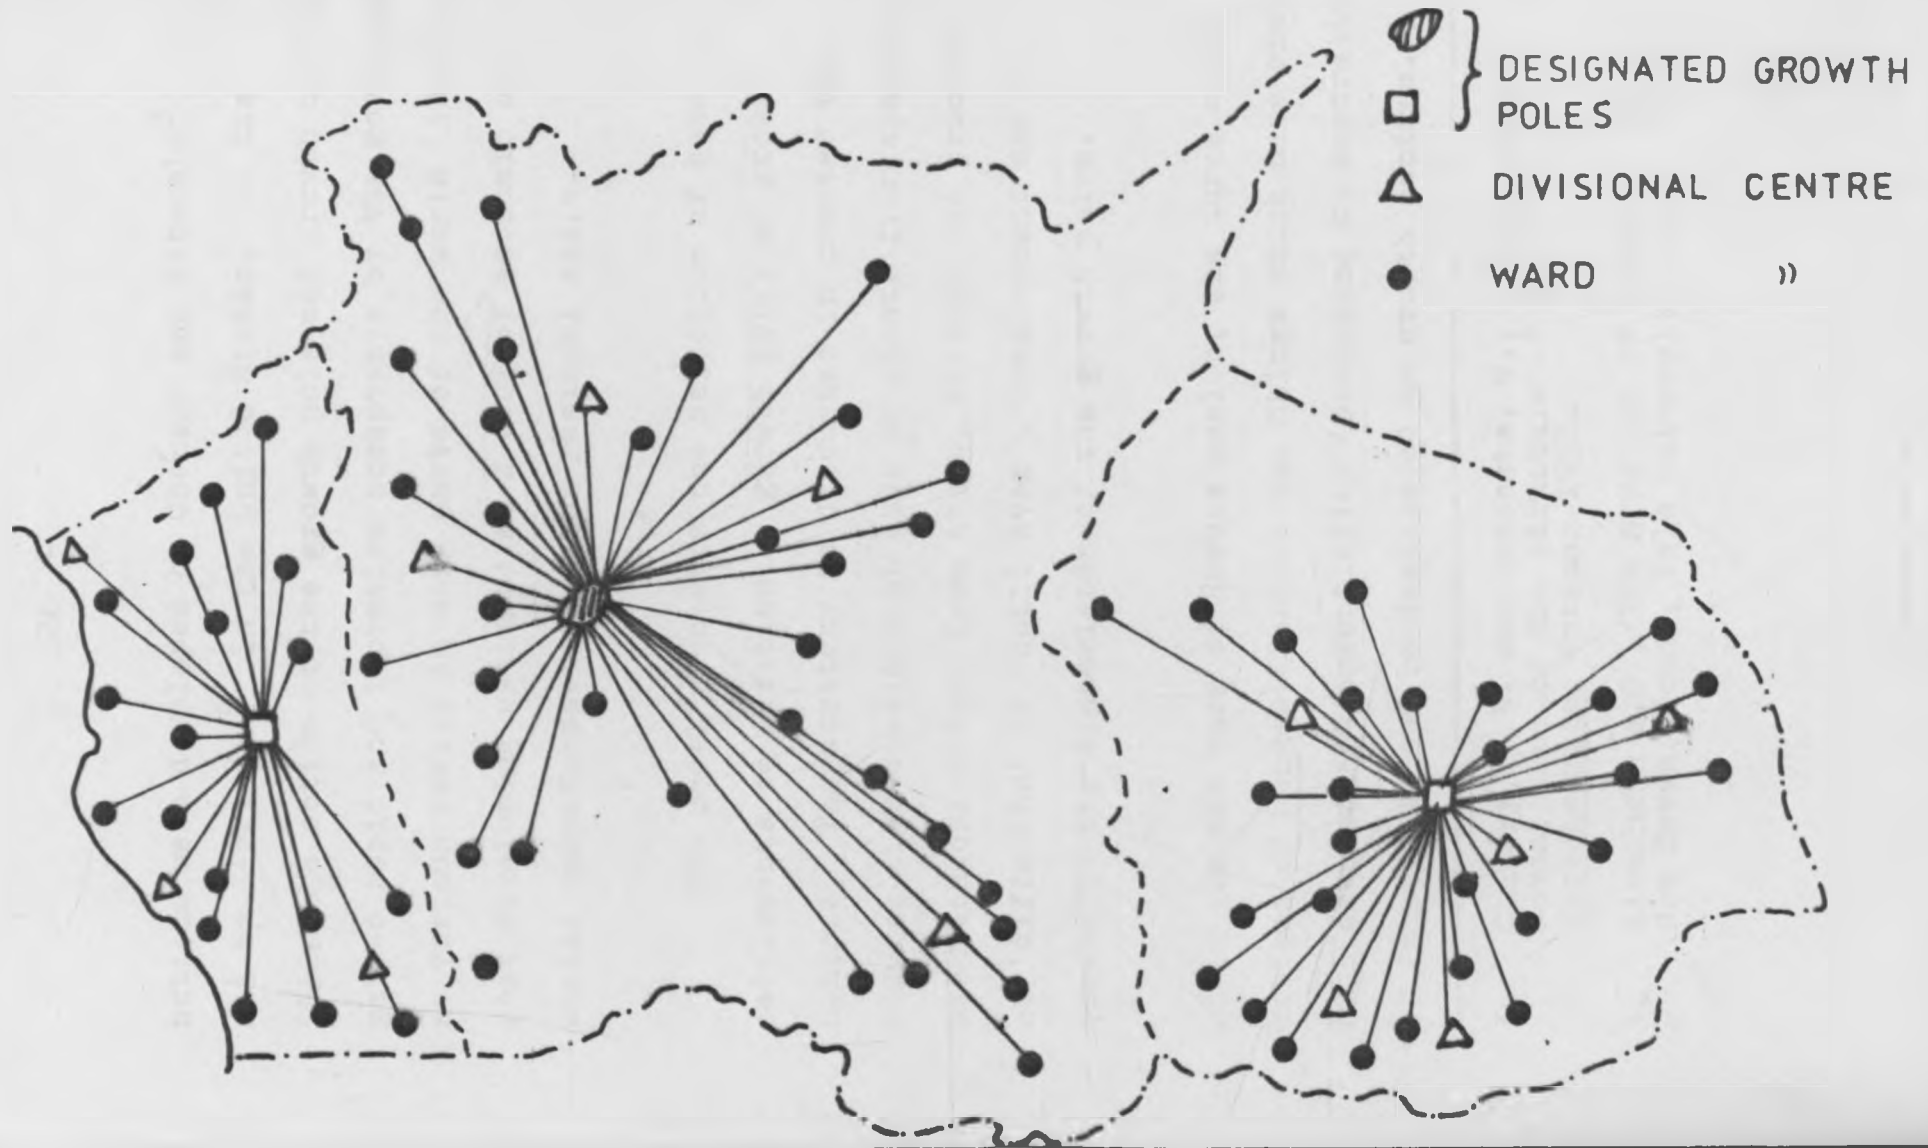 DESIGNATED GROWTH
POLES
DIVISIONAL CENTRE
WARD "